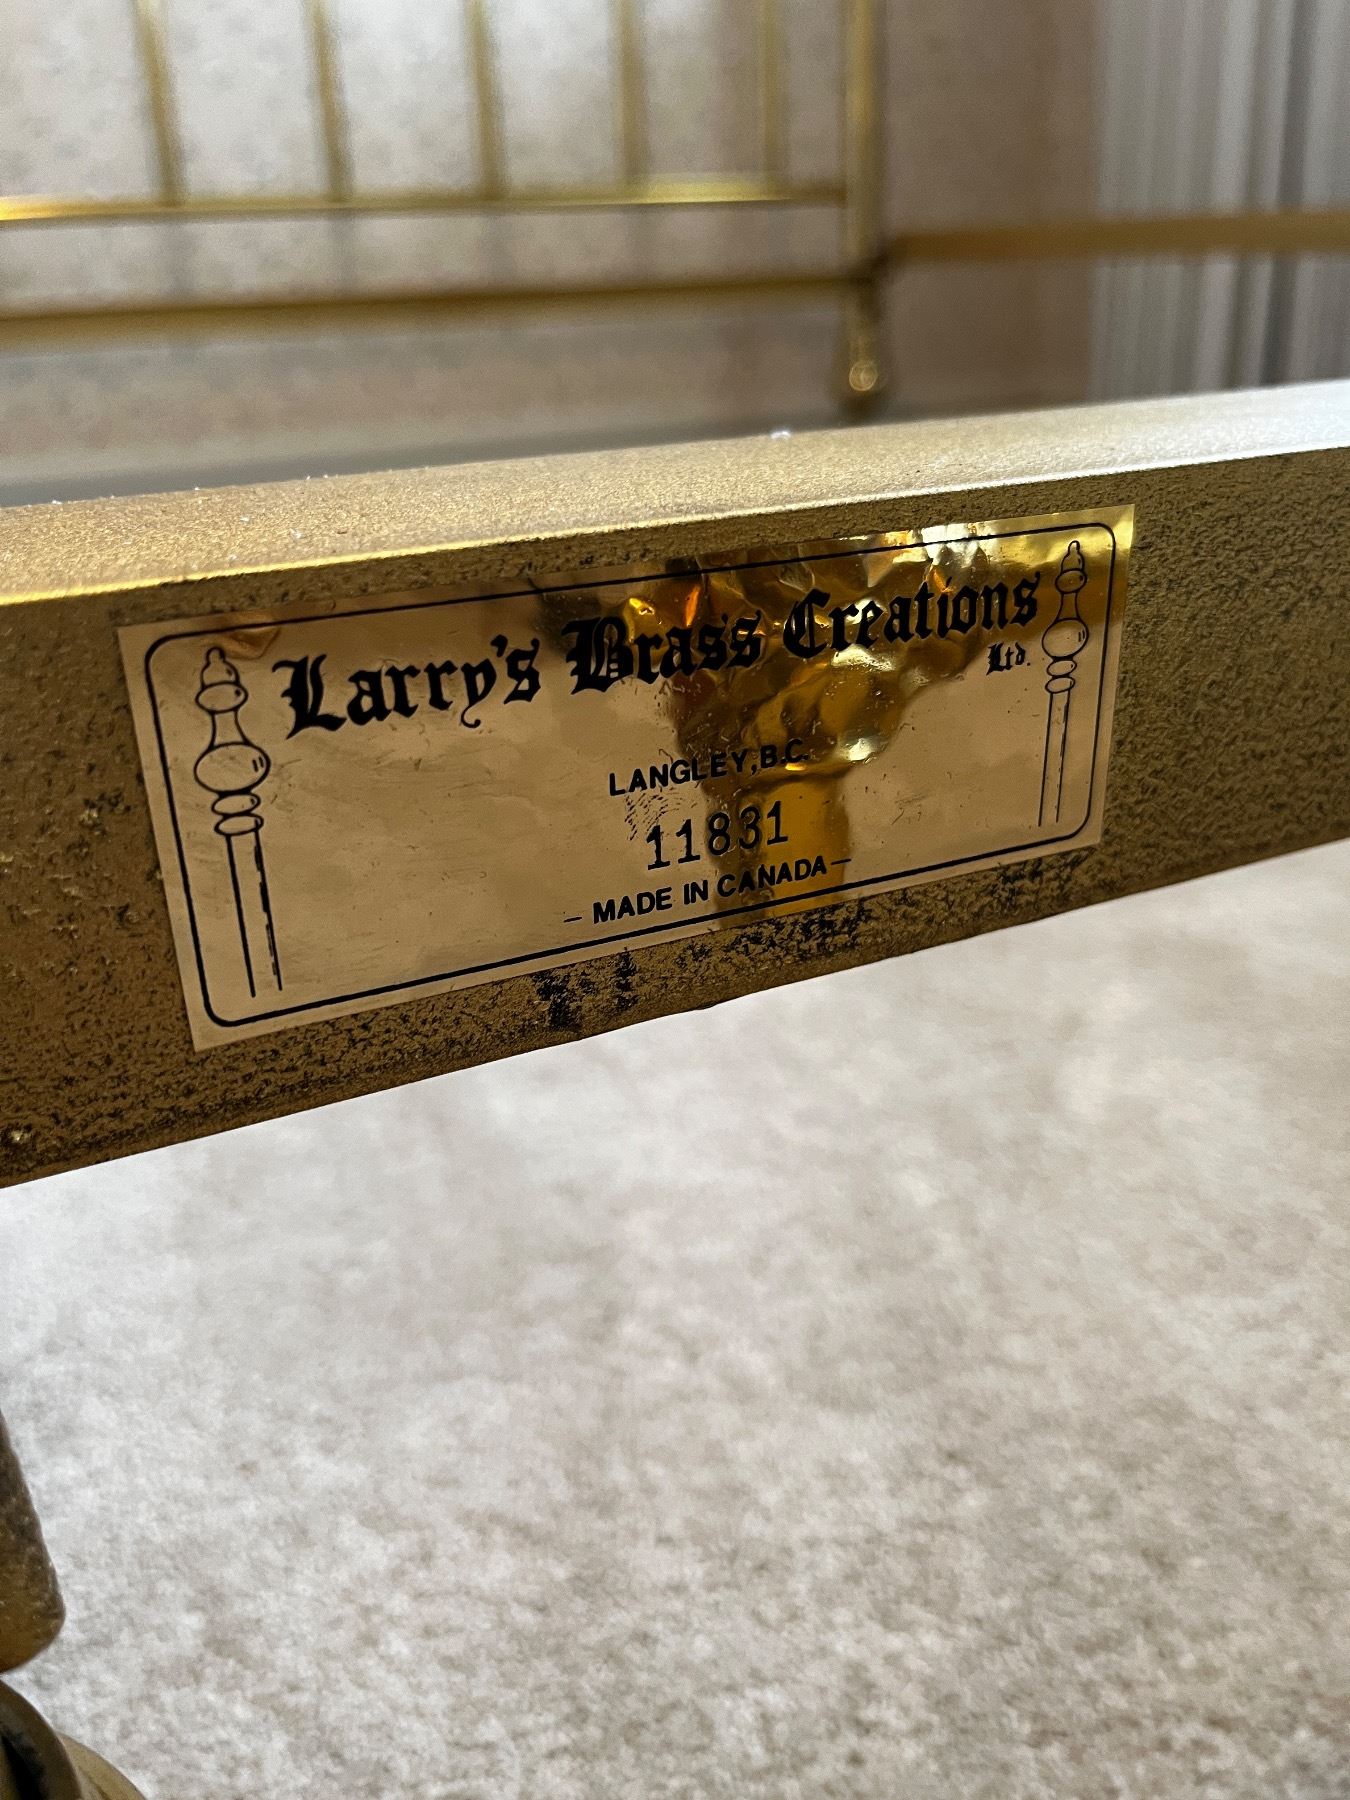 Larry's Brass Creations
Ltd.
LANGLEY, B.C.
11831
– MADE IN CANADA –